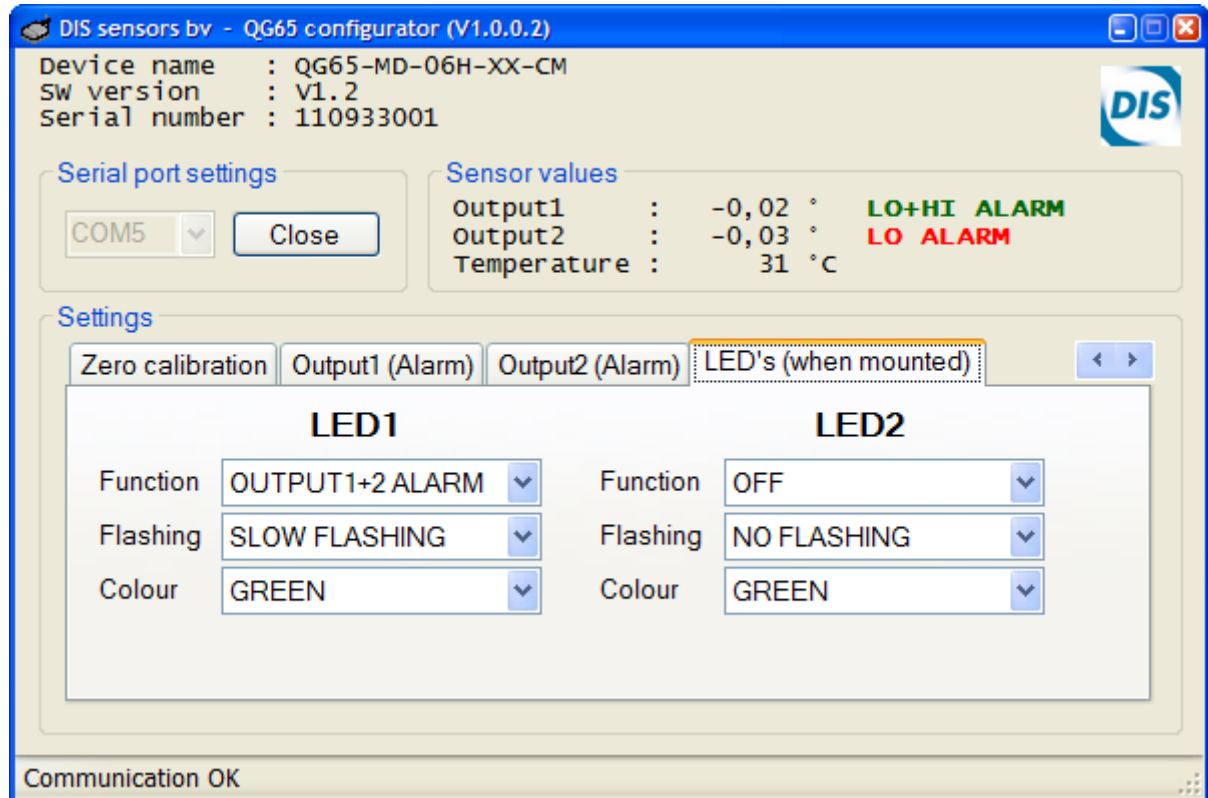 DIS sensors bv - QG65 configurator (V1.0.0.2)
Device name : QG65-MD-06H-XX-CM
SW version : V1.2
Serial number : 110933001
DIS
Serial port settings
COM5
Close
Sensor values
Output1 : -0,02 ° LO+HI ALARM
Output2 : -0,03 ° LO ALARM
Temperature : 31 °C
Settings
Zero calibration
Output1 (Alarm)
Output2 (Alarm)
LED's (when mounted)
LED1
Function OUTPUT1+2 ALARM
Flashing SLOW FLASHING
Colour GREEN
LED2
Function OFF
Flashing NO FLASHING
Colour GREEN
Communication OK